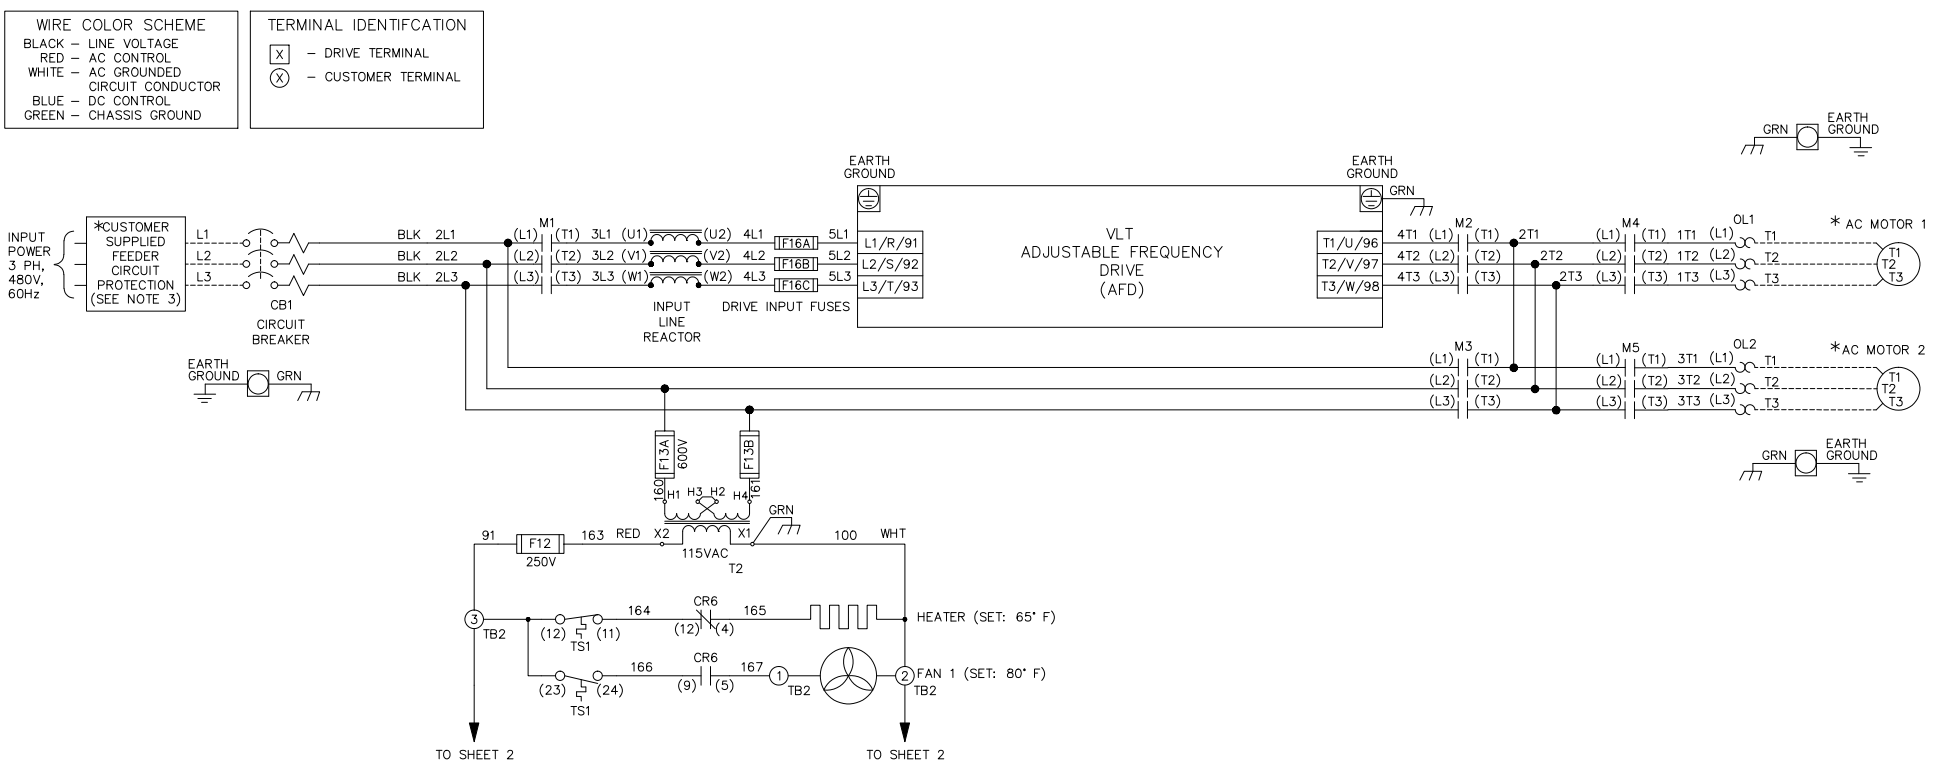 WIRE COLOR SCHEME
BLACK – LINE VOLTAGE
RED – AC CONTROL
WHITE – AC GROUNDED
CIRCUIT CONDUCTOR
BLUE – DC CONTROL
GREEN – CHASSIS GROUND
TERMINAL IDENTIFCATION
X – DRIVE TERMINAL
X – CUSTOMER TERMINAL
INPUT
POWER
3 PH,
480V,
60Hz
*CUSTOMER
SUPPLIED
FEEDER
CIRCUIT
PROTECTION
(SEE NOTE 3)
L1
L2
L3
CB1
CIRCUIT
BREAKER
EARTH
GROUND
GRN
BLK 2L1
BLK 2L2
BLK 2L3
M1
(L1) (T1) 3L1 (U1) (U2) 4L1 F16A 5L1
(L2) (T2) 3L2 (V1) (V2) 4L2 F16B 5L2
(L3) (T3) 3L3 (W1) (W2) 4L3 F16C 5L3
INPUT
LINE
REACTOR
DRIVE INPUT FUSES
EARTH
GROUND
L1/R/91
L2/S/92
L3/T/93
VLT
ADJUSTABLE FREQUENCY
DRIVE
(AFD)
EARTH
GROUND
GRN
T1/U/96
T2/V/97
T3/W/98
M2
4T1 (L1) (T1) 2T1
4T2 (L2) (T2) 2T2
4T3 (L3) (T3) 2T3
M4
(L1) (T1) 1T1 (L1) T1
(L2) (T2) 1T2 (L2) T2
(L3) (T3) 1T3 (L3) T3
OL1
* AC MOTOR 1
T1
T2
T3
GRN
EARTH
GROUND
M3
(L1) (T1)
(L2) (T2)
(L3) (T3)
M5
(L1) (T1) 3T1 (L1) T1
(L2) (T2) 3T2 (L2) T2
(L3) (T3) 3T3 (L3) T3
OL2
*AC MOTOR 2
T1
T2
T3
GRN
EARTH
GROUND
F13A
600V
F13B
160
161
H1 H3 H2 H4
GRN
91 F12 163 RED X2 X1 100 WHT
250V
115VAC
T2
3
TB2
(12) (11)
TS1
164
CR6
(12) (4)
165
HEATER (SET: 65° F)
(23) (24)
TS1
166
CR6
(9) (5)
167
1
TB2
2
TB2
FAN 1 (SET: 80° F)
TO SHEET 2
TO SHEET 2